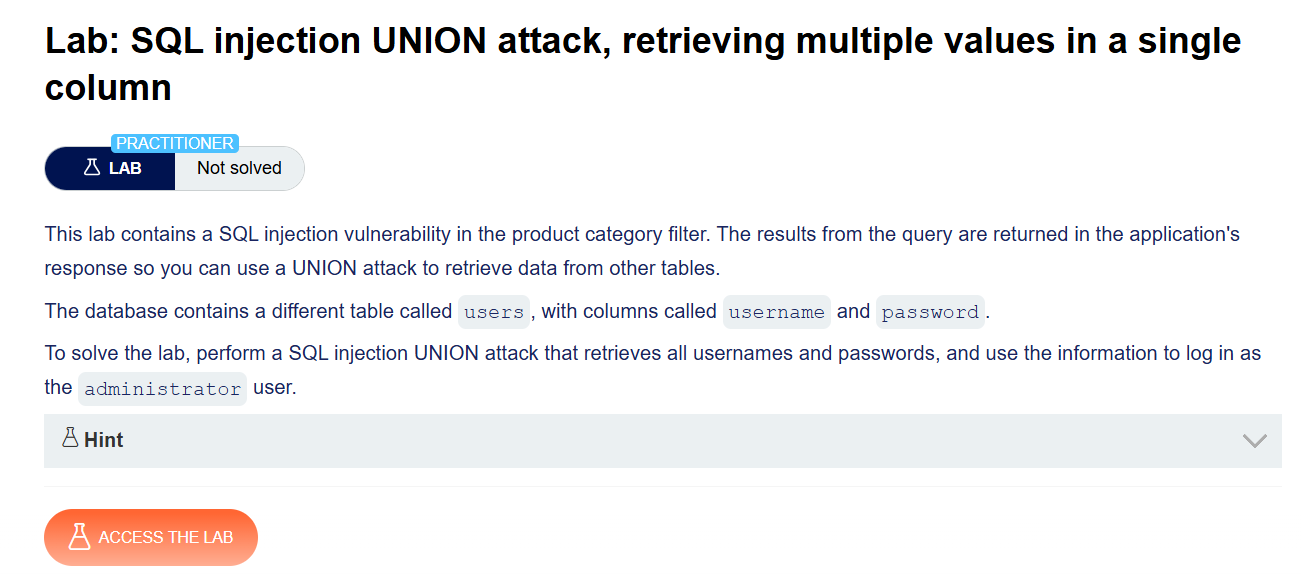 Lab: SQL injection UNION attack, retrieving multiple values in a single
column
PRACTITIONER
LAB
Not solved
This lab contains a SQL injection vulnerability in the product category filter. The results from the query are returned in the application's
response so you can use a UNION attack to retrieve data from other tables.
The database contains a different table called users, with columns called username and password.
To solve the lab, perform a SQL injection UNION attack that retrieves all usernames and passwords, and use the information to log in as
the administrator user.
Hint
ACCESS THE LAB